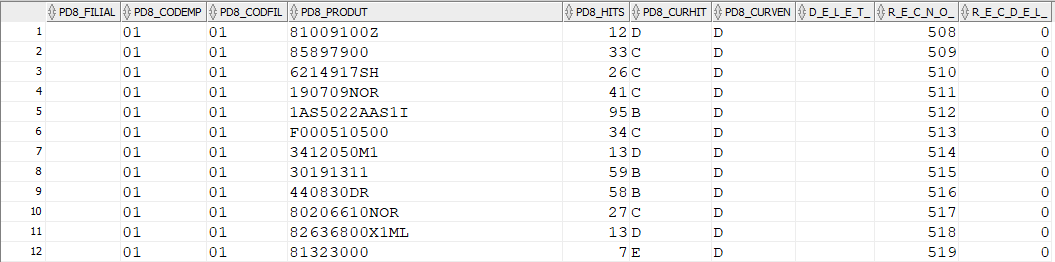 PD8_FILIAL PD8_CODEMP PD8_CODFIL PD8_PRODUT PD8_HITS PD8_CURHIT PD8_CURVEN D_E_L_E_T_ R_E_C_N_O_ R_E_C_D_E_L_
1 01 01 81009100Z 12 D D 508 0
2 01 01 85897900 33 C D 509 0
3 01 01 6214917SH 26 C D 510 0
4 01 01 190709NOR 41 C D 511 0
5 01 01 1AS5022AAS1I 95 B D 512 0
6 01 01 F000510500 34 C D 513 0
7 01 01 3412050M1 13 D D 514 0
8 01 01 30191311 59 B D 515 0
9 01 01 440830DR 58 B D 516 0
10 01 01 80206610NOR 27 C D 517 0
11 01 01 82636800X1ML 13 D D 518 0
12 01 01 81323000 7 E D 519 0